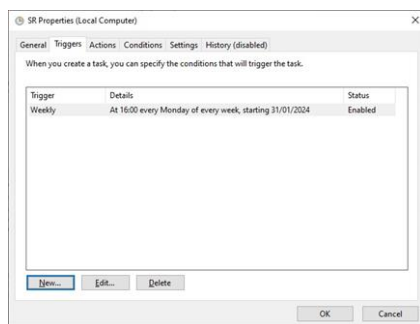 SR Properties (Local Computer)
General Triggers Actions Conditions Settings History (disabled)
When you create a task, you can specify the conditions that will trigger the task.
Trigger Details Status
Weekly At 16:00 every Monday of every week, starting 31/01/2024 Enabled
New... Edit... Delete
OK Cancel